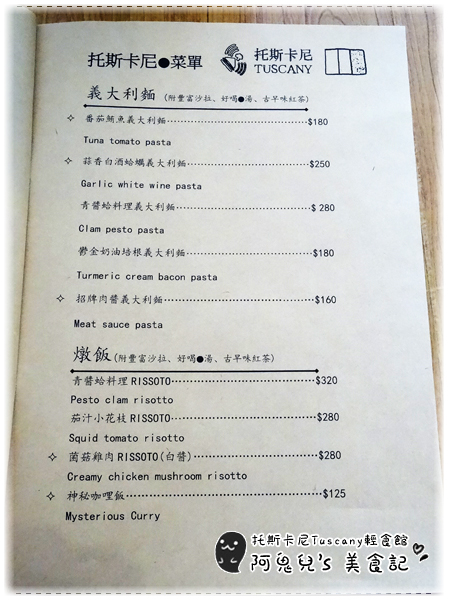 托斯卡尼●菜單
托斯卡尼
TUSCANY
義大利麵 (附豐富沙拉、好喝●湯、古早味紅茶)
✧ 番茄鮪魚義大利麵 $180
Tuna tomato pasta
✧ 蒜香白酒蛤蠣義大利麵 $250
Garlic white wine pasta
青醬蛤料理義大利麵 $ 280
Clam pesto pasta
鬱金奶油培根義大利麵 $180
Turmeric cream bacon pasta
✧ 招牌肉醬義大利麵 $160
Meat sauce pasta
燉飯 (附豐富沙拉、好喝●湯、古早味紅茶)
青醬蛤料理 RISSOTO $320
Pesto clam risotto
茄汁小花枝 RISSOTO $280
Squid tomato risotto
✧ 菌菇雞肉 RISSOTO(白醬) $280
Creamy chicken mushroom risotto
✧ 神秘咖哩飯 $125
Mysterious Curry
托斯卡尼Tuscany輕食館
阿鬼兒's 美食記